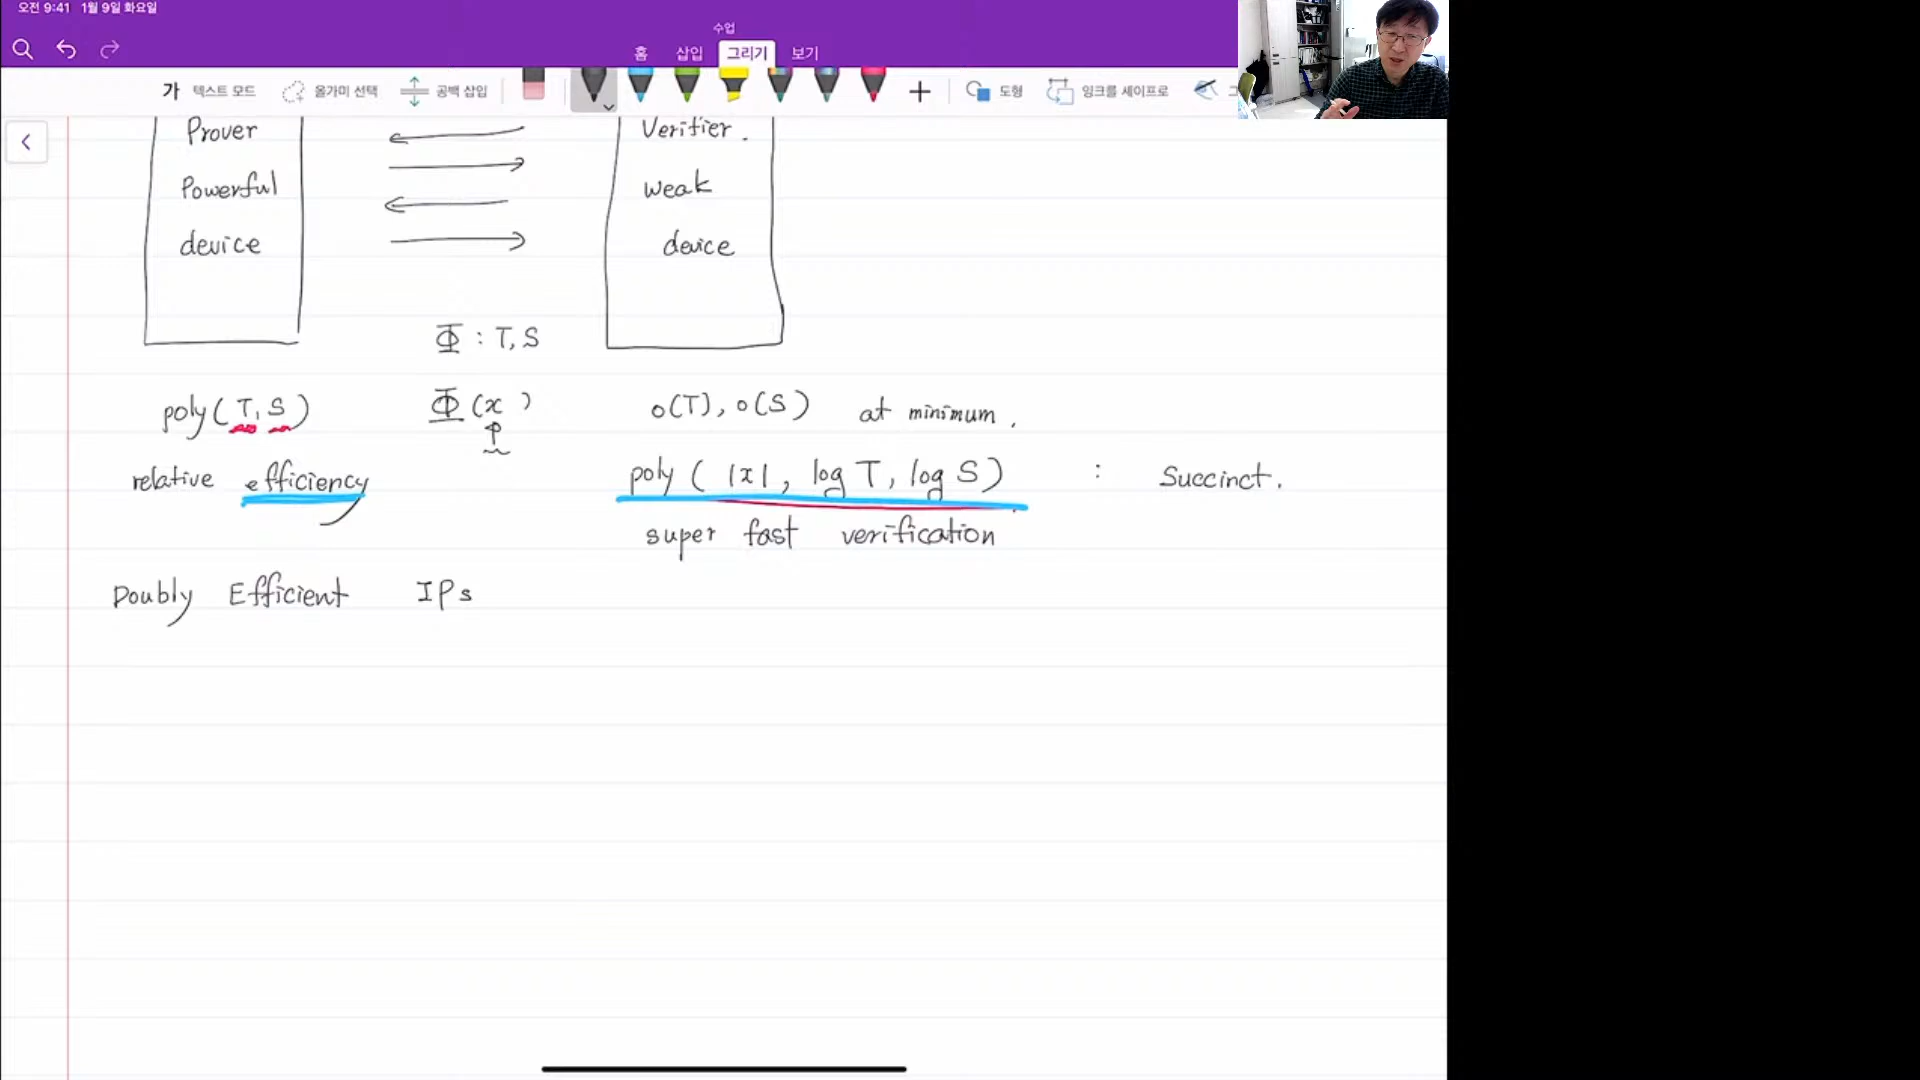 오전 9:41 1월 9일 화요일
수업
홈 삽입 그리기 보기
가 텍스트 모드 올가미 선택 공백 삽입 도형 잉크를 셰이프로
Prover Verifier.
Powerful weak
device device
Φ : T, S
poly(T, S) Φ(x) o(T), o(S) at minimum.
relative efficiency poly(|x|, log T, log S) : Succinct.
super fast verification
Doubly Efficient IPs